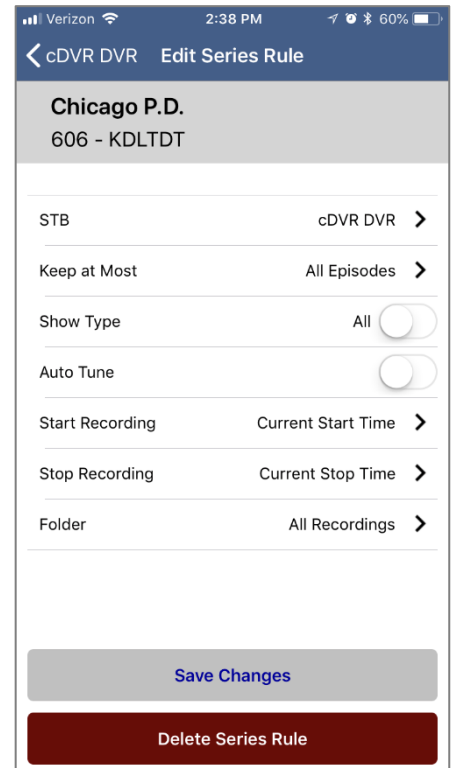 Verizon 2:38 PM 60%
cDVR DVR Edit Series Rule
Chicago P.D.
606 - KDLTDT
STB cDVR DVR
Keep at Most All Episodes
Show Type All
Auto Tune
Start Recording Current Start Time
Stop Recording Current Stop Time
Folder All Recordings
Save Changes
Delete Series Rule